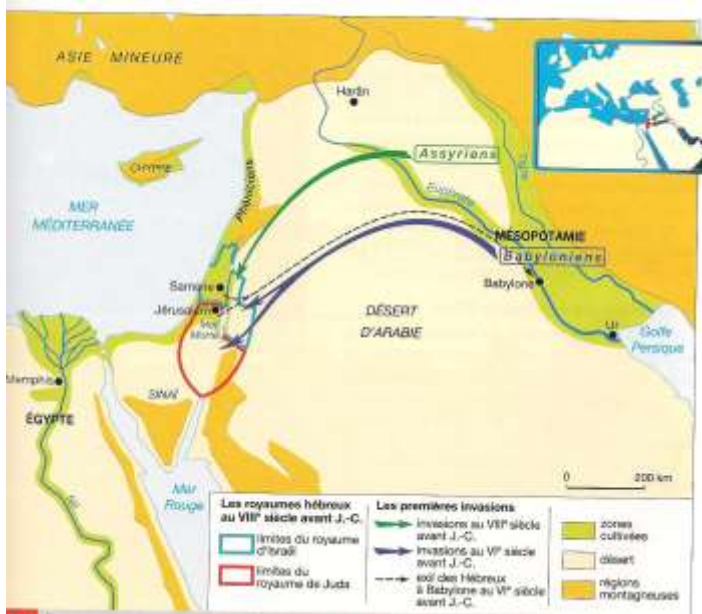 ASIE MINEURE
Harân
CHYPRE
Phéniciens
Assyriens
Tigre
Euphrate
MER
MÉDITERRANÉE
MÉSOPOTAMIE
Babyloniens
Samarie
Babylone
Jérusalem
Mer
Morte
DÉSERT
D'ARABIE
Ur
Golfe
Persique
Memphis
SINAÏ
ÉGYPTE
Nil
Mer
Rouge
0 200 km
Les royaumes hébreux
au VIIIe siècle avant J.-C.
limites du royaume
d'Israël
limites du
royaume de Juda
Les premières invasions
invasions au VIIIe siècle
avant J.-C.
invasions au VIe siècle
avant J.-C.
exil des Hébreux
à Babylone au VIe siècle
avant J.-C.
zones
cultivées
désert
régions
montagneuses